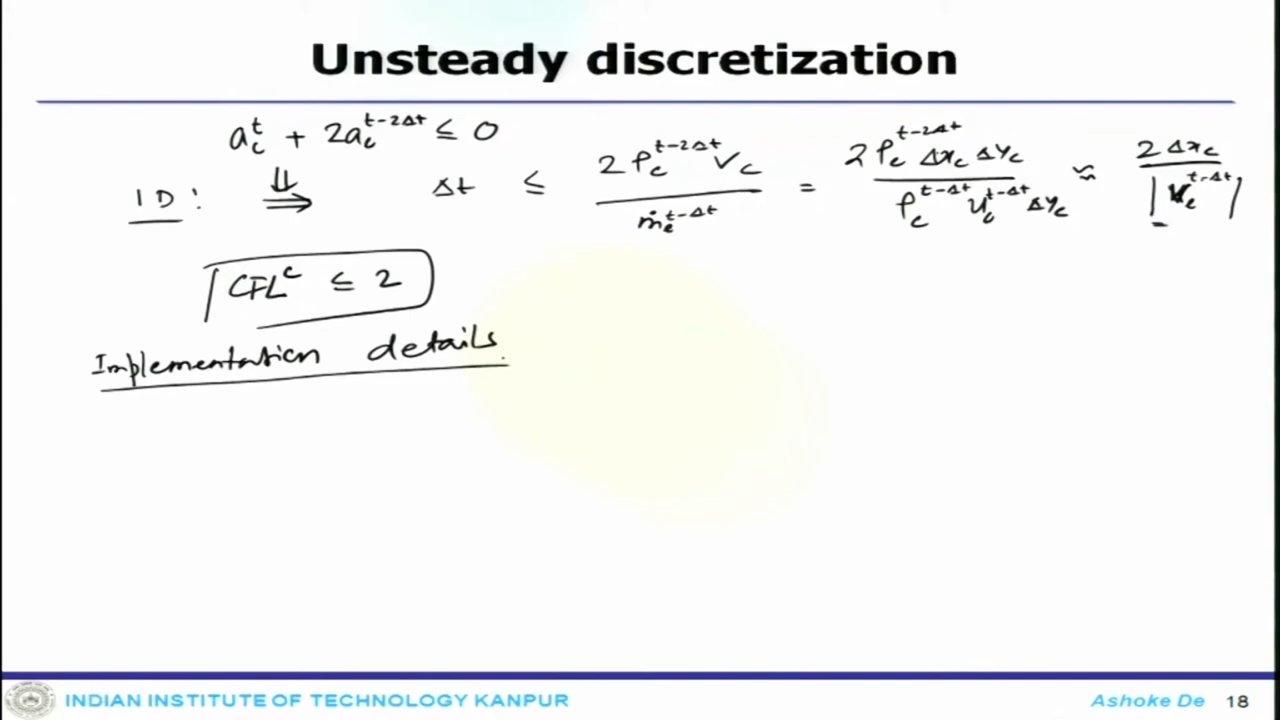 Unsteady discretization
a_c^t + 2a_c^{t-2Δt} ≤ 0
1D: ⇓ ⇒ Δt ≤ 2ρ_c^{t-2Δt} V_c / ṁ_e^{t-Δt} = 2ρ_c^{t-2Δt} Δx_c Δy_c / ρ_c^{t-Δt} u_c^{t-Δt} Δy_c ≈ 2Δx_c / |v_c^{t-Δt}|
CFL^c ≤ 2
Implementation details
INDIAN INSTITUTE OF TECHNOLOGY KANPUR
Ashoke De 18